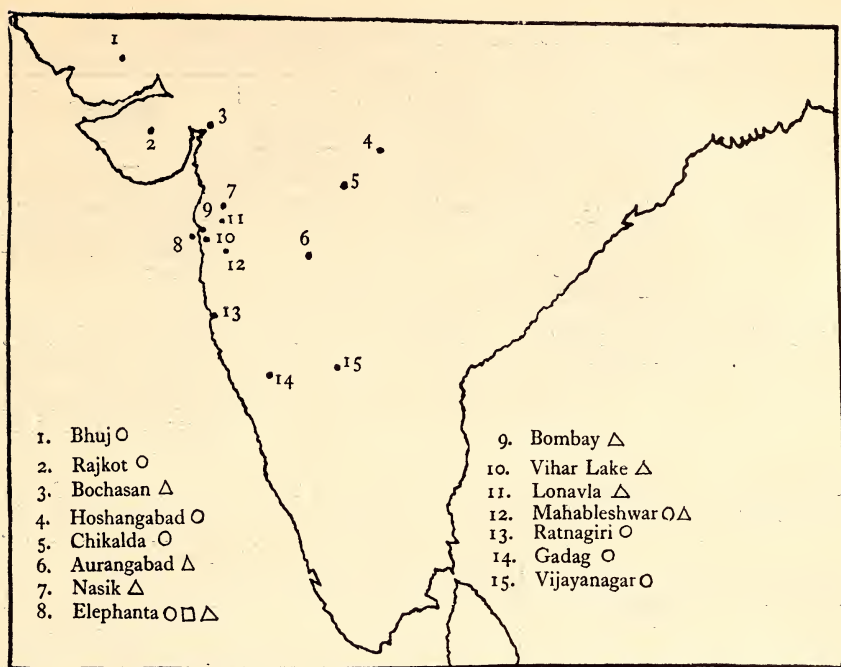 1
2
3
4
5
7
9
11
8
10
6
12
13
14
15
1. Bhuj ○
2. Rajkot ○
3. Bochasan △
4. Hoshangabad ○
5. Chikalda ○
6. Aurangabad △
7. Nasik △
8. Elephanta ○□△
9. Bombay △
10. Vihar Lake △
11. Lonavla △
12. Mahableshwar ○△
13. Ratnagiri ○
14. Gadag ○
15. Vijayanagar ○